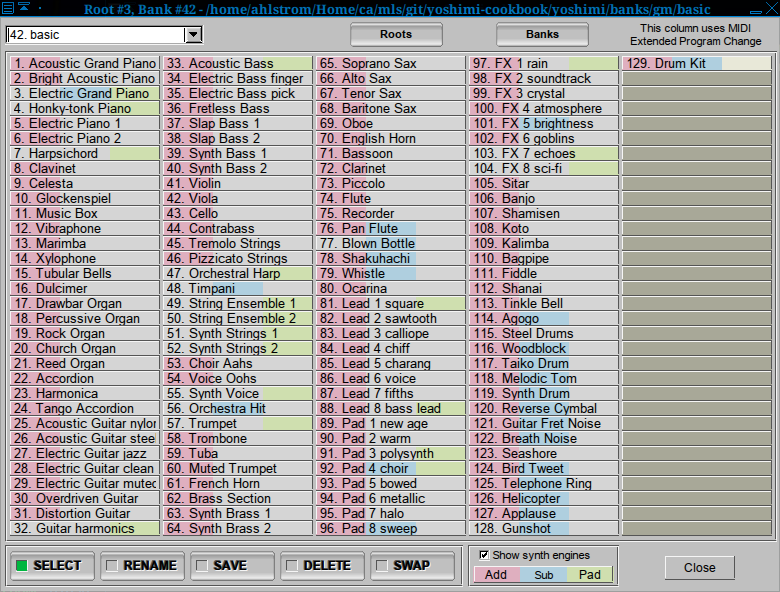 Root #3, Bank #42 - /home/ahlstrom/Home/ca/mls/git/yoshimi-cookbook/yoshimi/banks/gm/basic
42. basic
Roots
Banks
This column uses MIDI
Extended Program Change
1. Acoustic Grand Piano
2. Bright Acoustic Piano
3. Electric Grand Piano
4. Honky-tonk Piano
5. Electric Piano 1
6. Electric Piano 2
7. Harpsichord
8. Clavinet
9. Celesta
10. Glockenspiel
11. Music Box
12. Vibraphone
13. Marimba
14. Xylophone
15. Tubular Bells
16. Dulcimer
17. Drawbar Organ
18. Percussive Organ
19. Rock Organ
20. Church Organ
21. Reed Organ
22. Accordion
23. Harmonica
24. Tango Accordion
25. Acoustic Guitar nylon
26. Acoustic Guitar steel
27. Electric Guitar jazz
28. Electric Guitar clean
29. Electric Guitar muted
30. Overdriven Guitar
31. Distortion Guitar
32. Guitar harmonics
33. Acoustic Bass
34. Electric Bass finger
35. Electric Bass pick
36. Fretless Bass
37. Slap Bass 1
38. Slap Bass 2
39. Synth Bass 1
40. Synth Bass 2
41. Violin
42. Viola
43. Cello
44. Contrabass
45. Tremolo Strings
46. Pizzicato Strings
47. Orchestral Harp
48. Timpani
49. String Ensemble 1
50. String Ensemble 2
51. Synth Strings 1
52. Synth Strings 2
53. Choir Aahs
54. Voice Oohs
55. Synth Voice
56. Orchestra Hit
57. Trumpet
58. Trombone
59. Tuba
60. Muted Trumpet
61. French Horn
62. Brass Section
63. Synth Brass 1
64. Synth Brass 2
65. Soprano Sax
66. Alto Sax
67. Tenor Sax
68. Baritone Sax
69. Oboe
70. English Horn
71. Bassoon
72. Clarinet
73. Piccolo
74. Flute
75. Recorder
76. Pan Flute
77. Blown Bottle
78. Shakuhachi
79. Whistle
80. Ocarina
81. Lead 1 square
82. Lead 2 sawtooth
83. Lead 3 calliope
84. Lead 4 chiff
85. Lead 5 charang
86. Lead 6 voice
87. Lead 7 fifths
88. Lead 8 bass lead
89. Pad 1 new age
90. Pad 2 warm
91. Pad 3 polysynth
92. Pad 4 choir
93. Pad 5 bowed
94. Pad 6 metallic
95. Pad 7 halo
96. Pad 8 sweep
97. FX 1 rain
98. FX 2 soundtrack
99. FX 3 crystal
100. FX 4 atmosphere
101. FX 5 brightness
102. FX 6 goblins
103. FX 7 echoes
104. FX 8 sci-fi
105. Sitar
106. Banjo
107. Shamisen
108. Koto
109. Kalimba
110. Bagpipe
111. Fiddle
112. Shanai
113. Tinkle Bell
114. Agogo
115. Steel Drums
116. Woodblock
117. Taiko Drum
118. Melodic Tom
119. Synth Drum
120. Reverse Cymbal
121. Guitar Fret Noise
122. Breath Noise
123. Seashore
124. Bird Tweet
125. Telephone Ring
126. Helicopter
127. Applause
128. Gunshot
129. Drum Kit
SELECT
RENAME
SAVE
DELETE
SWAP
Show synth engines
Add
Sub
Pad
Close